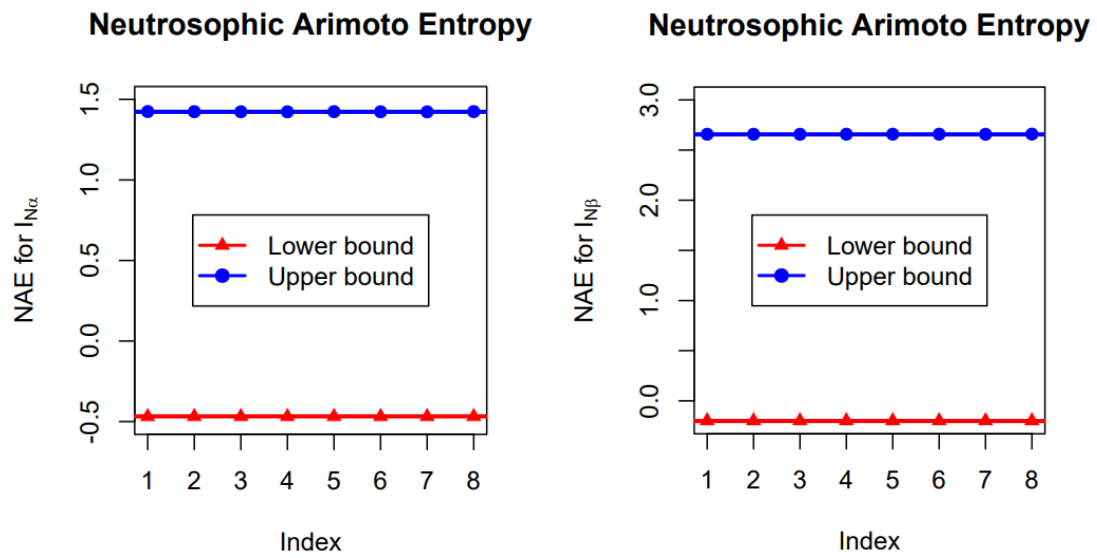 Neutrosophic Arimoto Entropy
NAE for I_Nα
1.5
1.0
0.5
0.0
-0.5
Lower bound
Upper bound
1 2 3 4 5 6 7 8
Index
Neutrosophic Arimoto Entropy
NAE for I_Nβ
3.0
2.0
1.0
0.0
Lower bound
Upper bound
1 2 3 4 5 6 7 8
Index